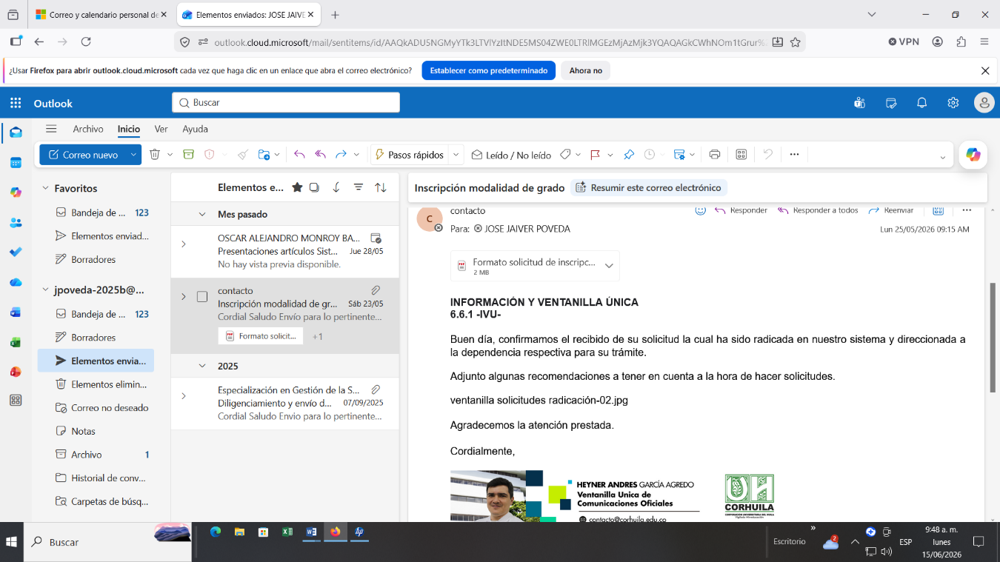 Correo y calendario personal de
Elementos enviados: JOSE JAIVE
outlook.cloud.microsoft/mail/sentitems/id/AAQkADU5NGMyYTk3LTVlYzItNDE5MS04ZWE0LTRlMGEzMjAzMjk3YQAQAGkCWhNOm1tGrur%
VPN
¿Usar Firefox para abrir outlook.cloud.microsoft cada vez que haga clic en un enlace que abra el correo electrónico?
Establecer como predeterminado
Ahora no
Outlook
Buscar
Archivo
Inicio
Ver
Ayuda
Correo nuevo
Pasos rápidos
Leído / No leído
Favoritos
Bandeja de ... 123
Elementos enviad...
Borradores
jpoveda-2025b@...
Bandeja de ... 123
Borradores
Elementos envia...
Elementos elimin...
Correo no deseado
Notas
Archivo 1
Historial de conv...
Carpetas de búsq...
Elementos e...
Mes pasado
OSCAR ALEJANDRO MONROY BA...
Presentaciones artículos Sist... Jue 28/05
No hay vista previa disponible.
contacto
Inscripción modalidad de gr... Sáb 23/05
Cordial Saludo Envío para lo pertinente...
Formato solicit... +1
2025
Especialización en Gestión de la S...
Diligenciamiento y envío d... 07/09/2025
Cordial Saludo Envio para lo pertinente...
Inscripción modalidad de grado
Resumir este correo electrónico
C
contacto
Responder
Responder a todos
Reenviar
Para: JOSE JAIVER POVEDA
Lun 25/05/2026 09:15 AM
Formato solicitud de inscripc...
2 MB
INFORMACIÓN Y VENTANILLA ÚNICA
6.6.1 -IVU-
Buen día, confirmamos el recibido de su solicitud la cual ha sido radicada en nuestro sistema y direccionada a
la dependencia respectiva para su trámite.
Adjunto algunas recomendaciones a tener en cuenta a la hora de hacer solicitudes.
ventanilla solicitudes radicación-02.jpg
Agradecemos la atención prestada.
Cordialmente,
HEYNER ANDRES GARCÍA AGREDO
Ventanilla Unica de
Comunicaciones Oficiales
contacto@corhuila.edu.co
CORHUILA
CORPORACIÓN UNIVERSITARIA DEL HUILA
Buscar
Escritorio
2
ESP
9:48 a. m.
lunes
15/06/2026